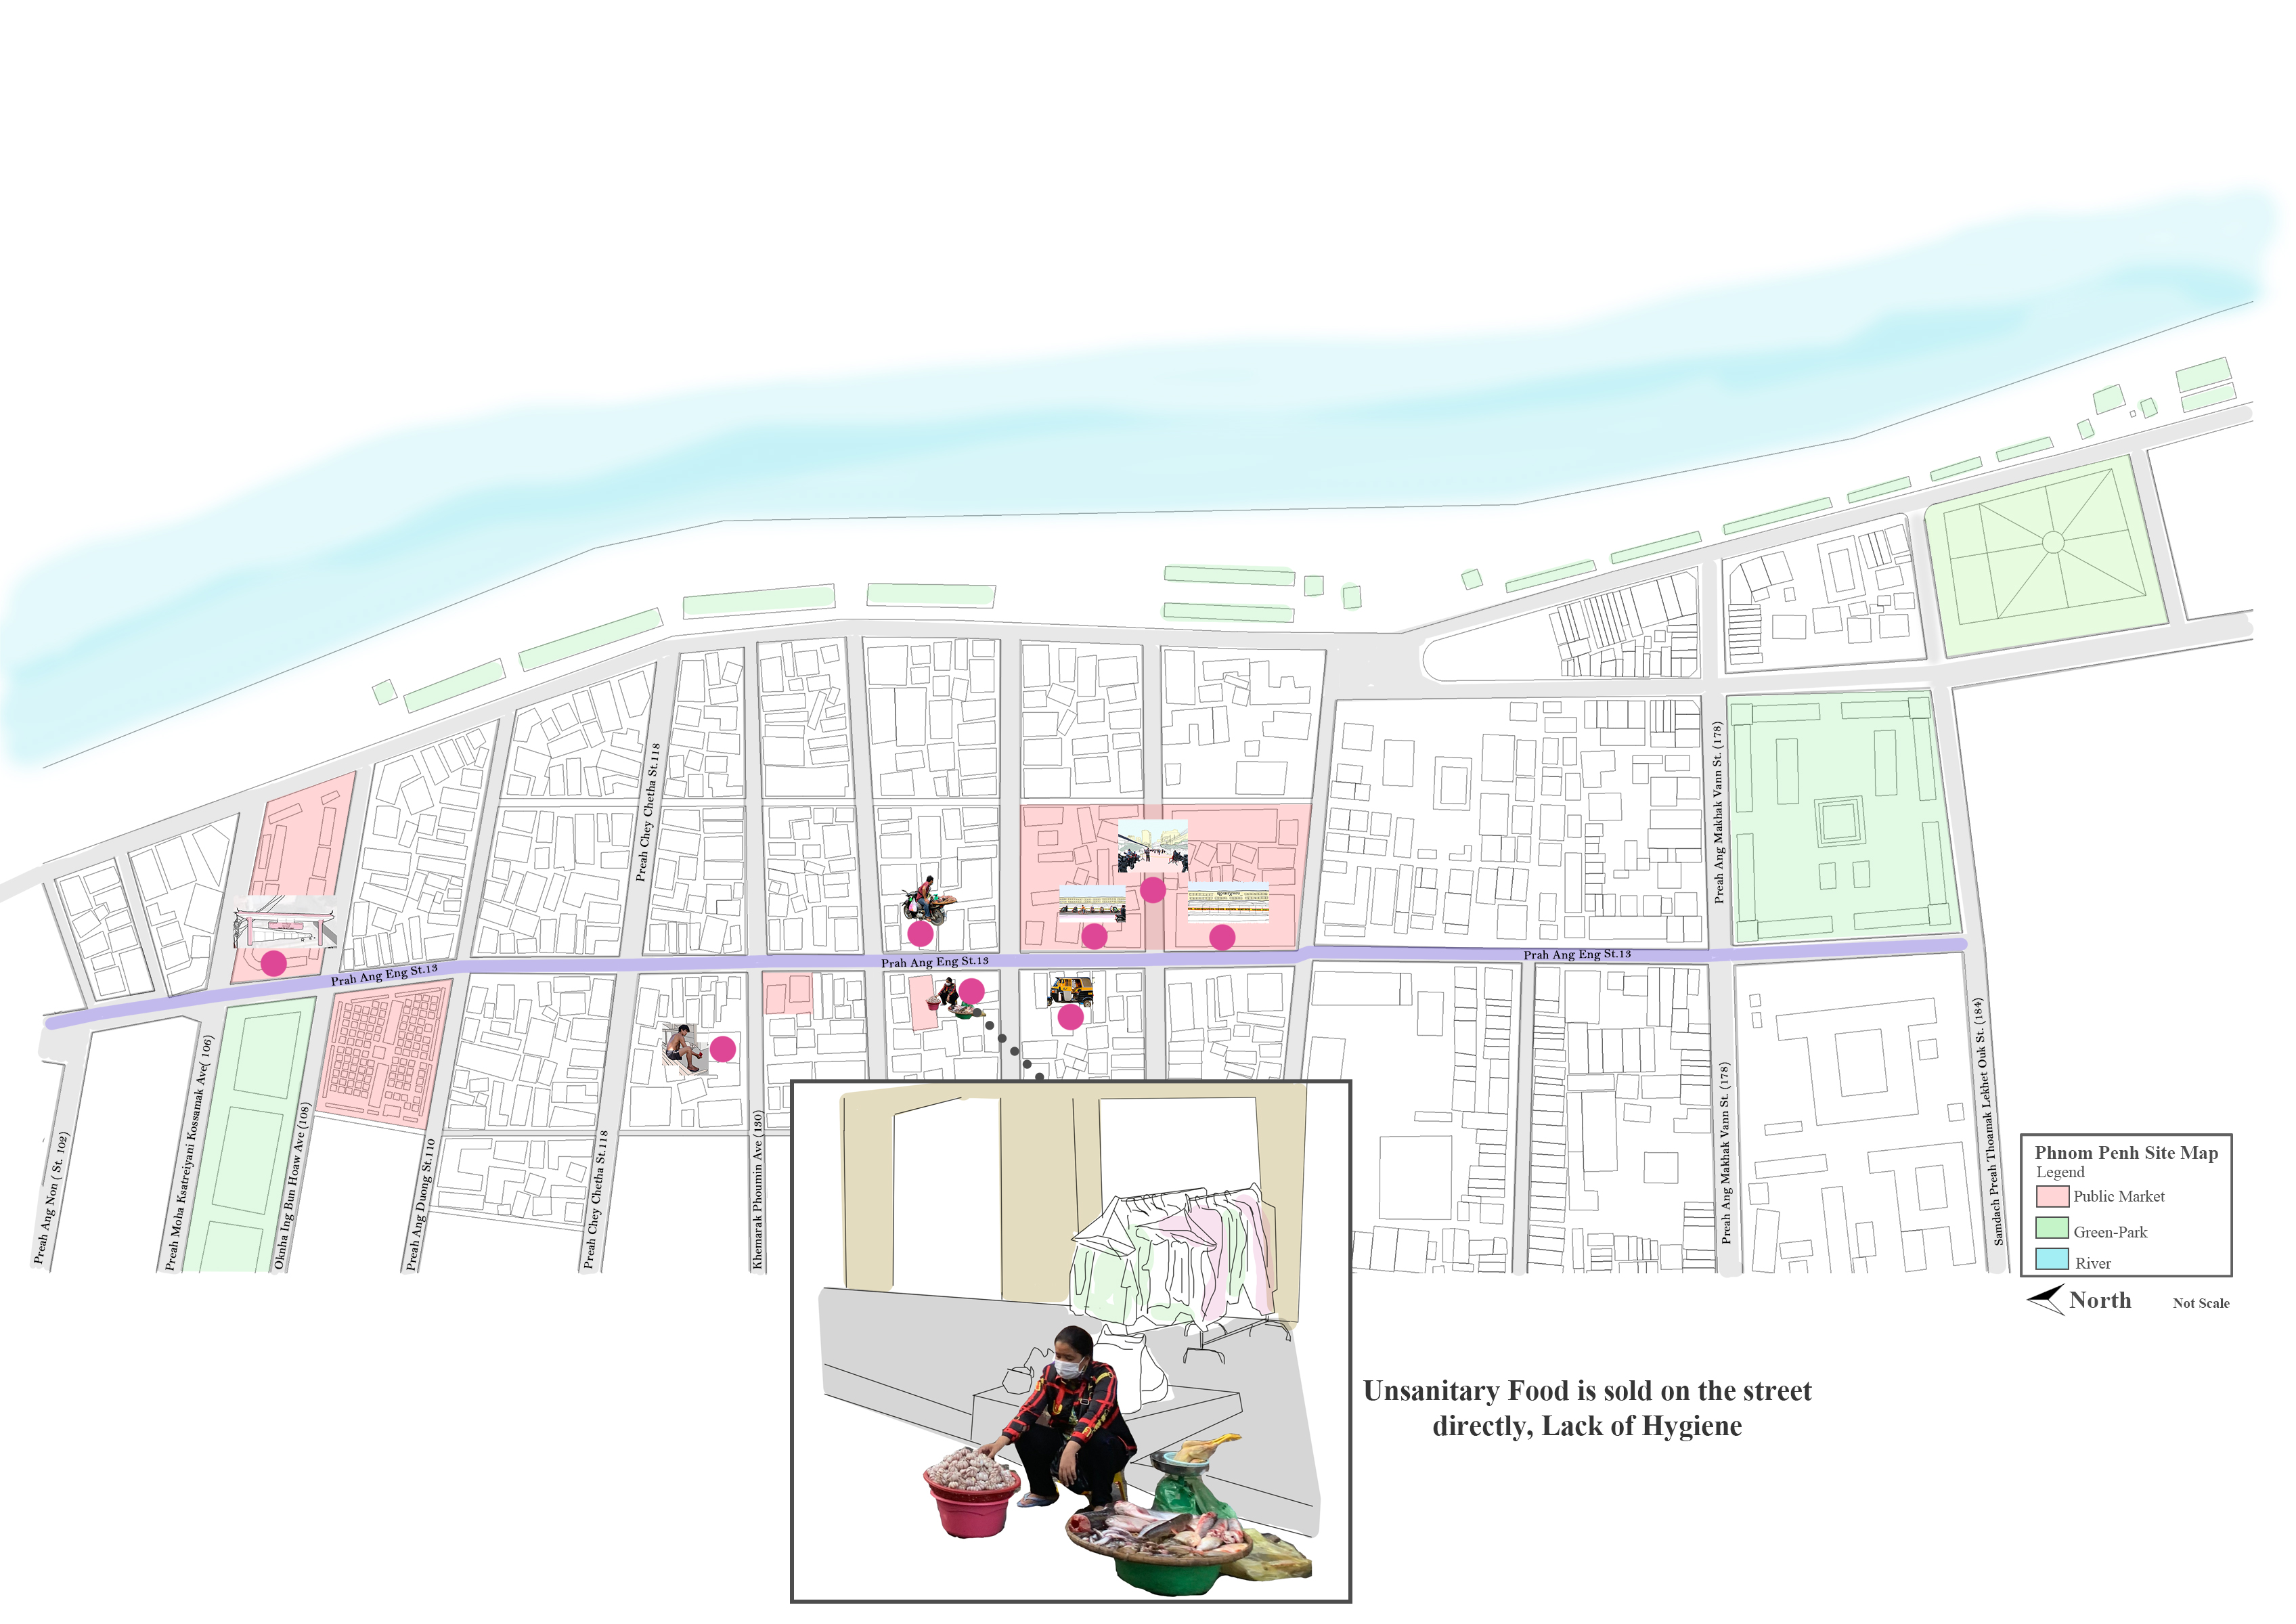 Preah Chey Chetha St.118
Preah Ang Makhak Vann St. (178)
Prah Ang Eng St.13
Prah Ang Eng St.13
Prah Ang Eng St.13
Preah Ang Non ( St. 102)
Preah Moha Ksatreiyani Kossamak Ave( 106)
Oknha Ing Bun Hoaw Ave (108)
Preah Ang Duong St.110
Preah Chey Chetha St.118
Khemarak Phoumin Ave (130)
Preah Ang Makhak Vann St. (178)
Samdach Preah Thoamak Lekhet Ouk St. (184)
Phnom Penh Site Map
Legend
Public Market
Green-Park
River
North
Not Scale
Unsanitary Food is sold on the street
directly, Lack of Hygiene